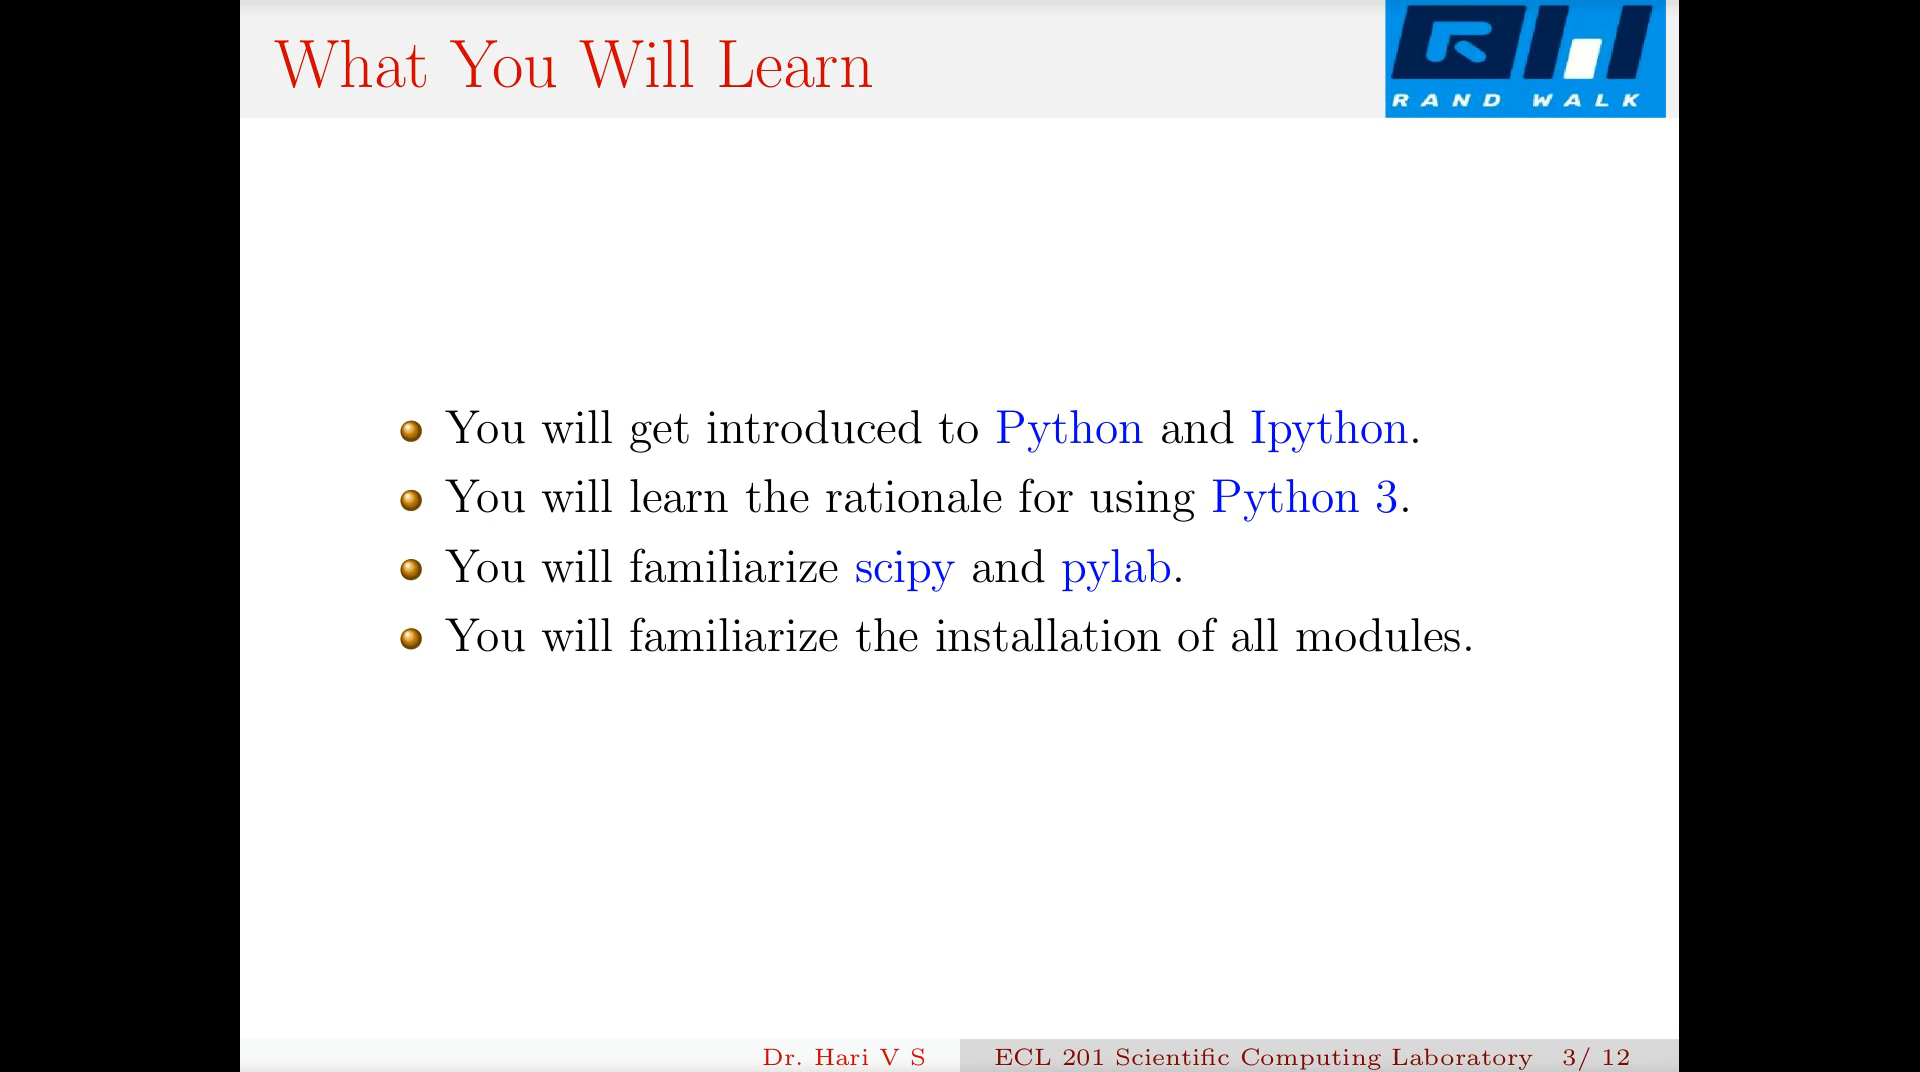 What You Will Learn
RAND WALK
You will get introduced to Python and Ipython.
You will learn the rationale for using Python 3.
You will familiarize scipy and pylab.
You will familiarize the installation of all modules.
Dr. Hari V S
ECL 201 Scientific Computing Laboratory 3/ 12